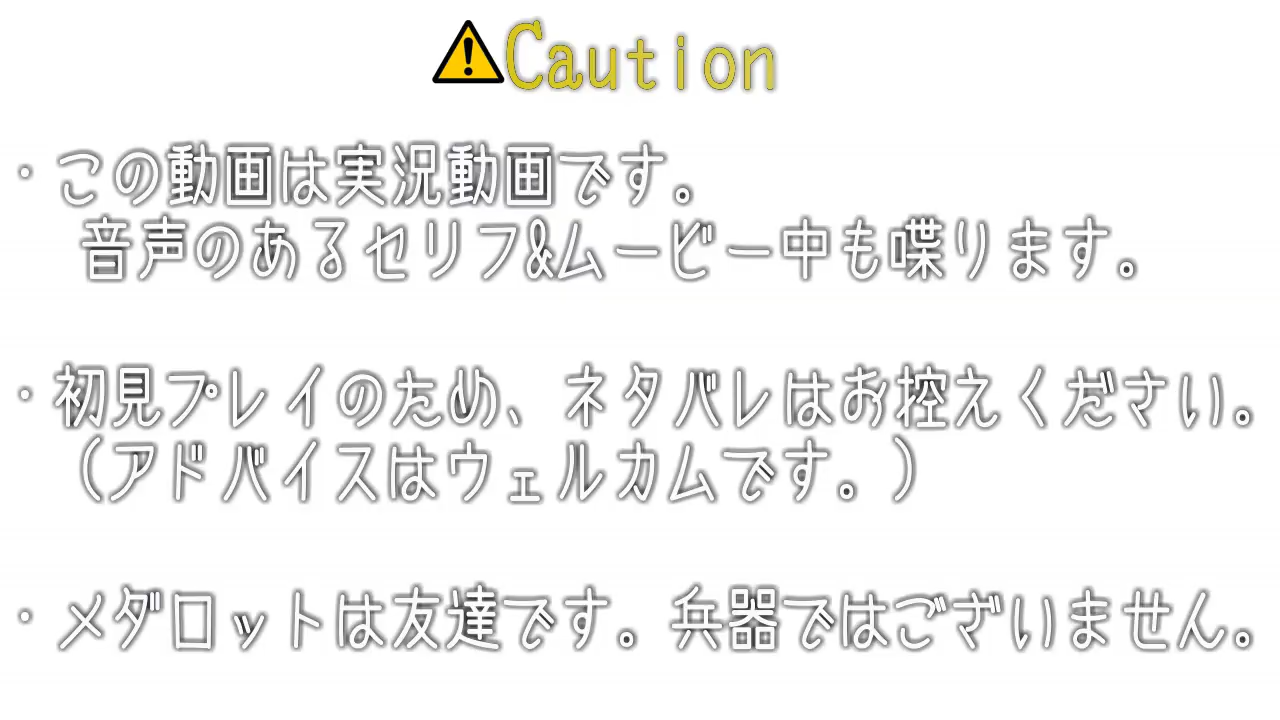 ⚠Caution
・この動画は実況動画です。
音声のあるセリフ&ムービー中も喋ります。
・初見プレイのため、ネタバレはお控えください。
（アドバイスはウェルカムです。）
・メダロットは友達です。兵器ではございません。